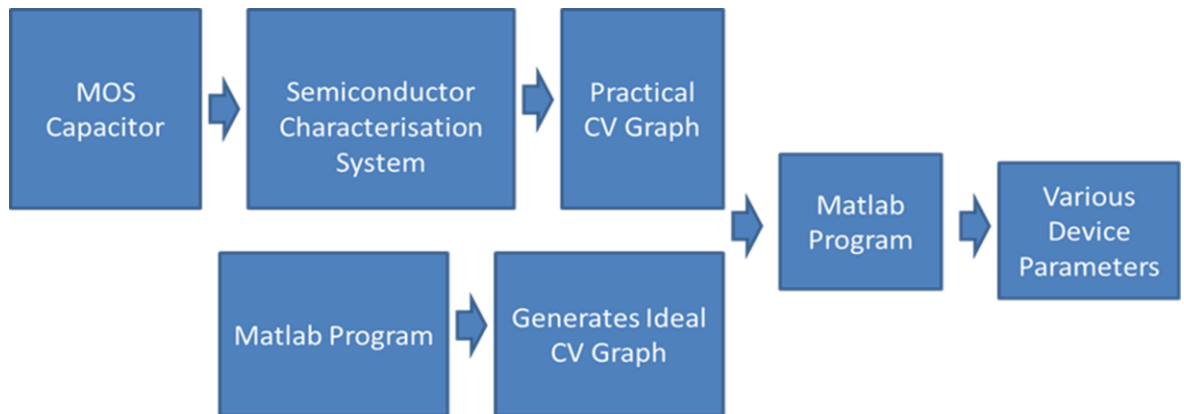 MOS
Capacitor
Semiconductor
Characterisation
System
Practical
CV Graph
Matlab Program
Generates Ideal
CV Graph
Matlab
Program
Various
Device
Parameters